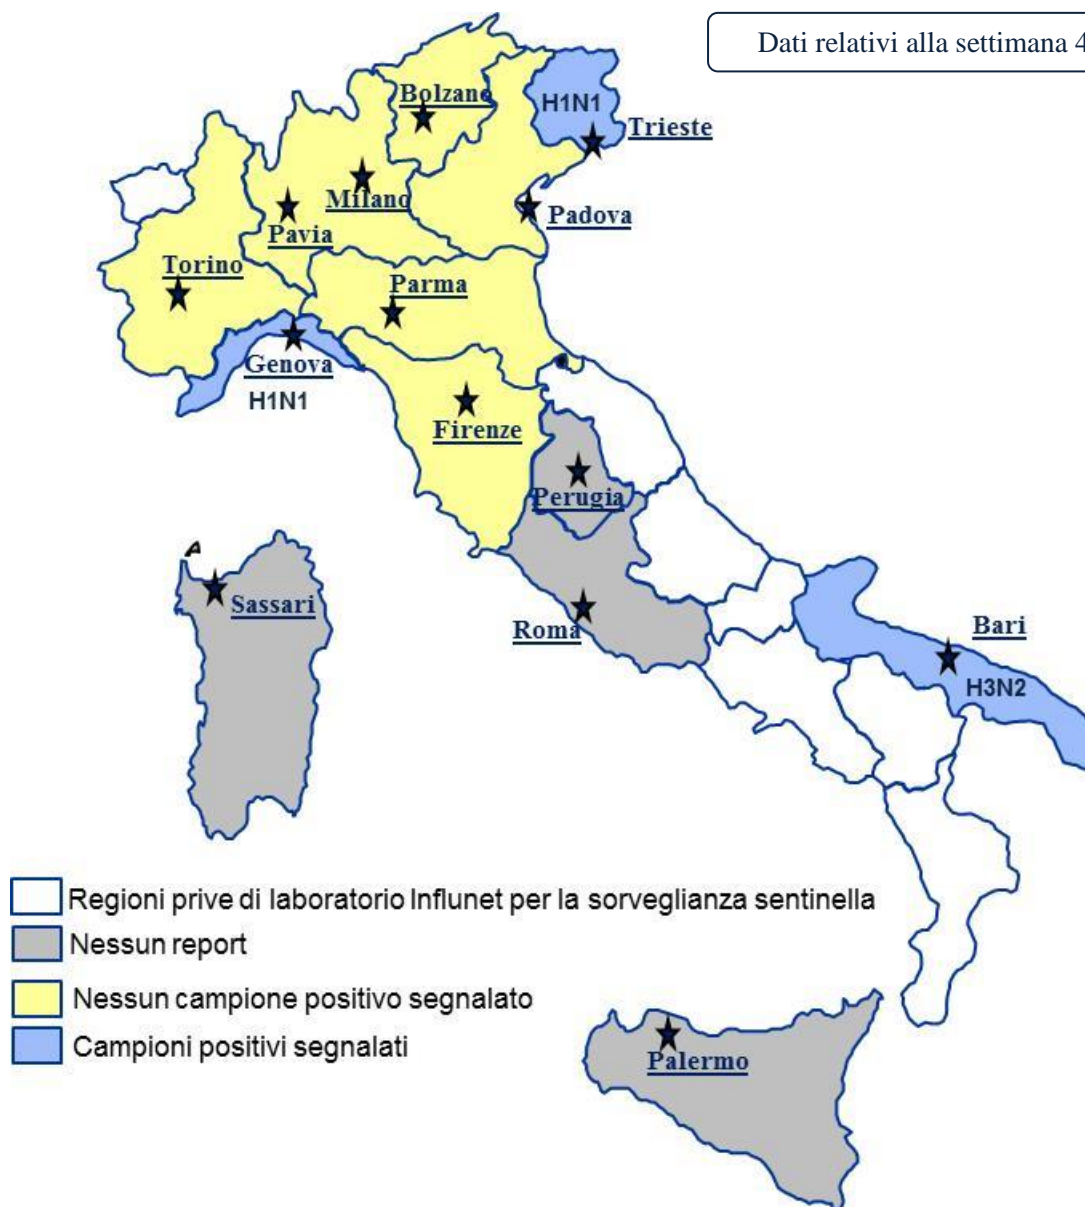 Dati relativi alla settimana 4
Bolzano
H1N1
Trieste
Milano
Padova
Pavia
Torino
Parma
Genova
H1N1
Firenze
Perugia
Sassari
Roma
Bari
H3N2
Regioni prive di laboratorio Influnet per la sorveglianza sentinella
Nessun report
Nessun campione positivo segnalato
Campioni positivi segnalati
Palermo